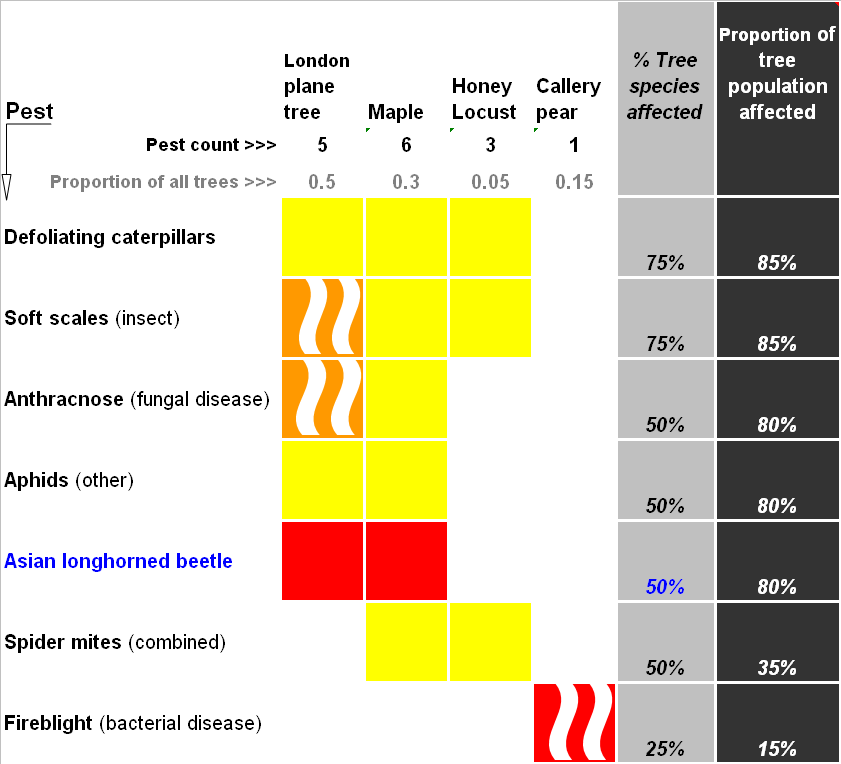 London plane tree
Maple
Honey Locust
Callery pear
% Tree species affected
Proportion of tree population affected
Pest
Pest count >>> 5 6 3 1
Proportion of all trees >>> 0.5 0.3 0.05 0.15
Defoliating caterpillars 75% 85%
Soft scales (insect) 75% 85%
Anthracnose (fungal disease) 50% 80%
Aphids (other) 50% 80%
Asian longhorned beetle 50% 80%
Spider mites (combined) 50% 35%
Fireblight (bacterial disease) 25% 15%